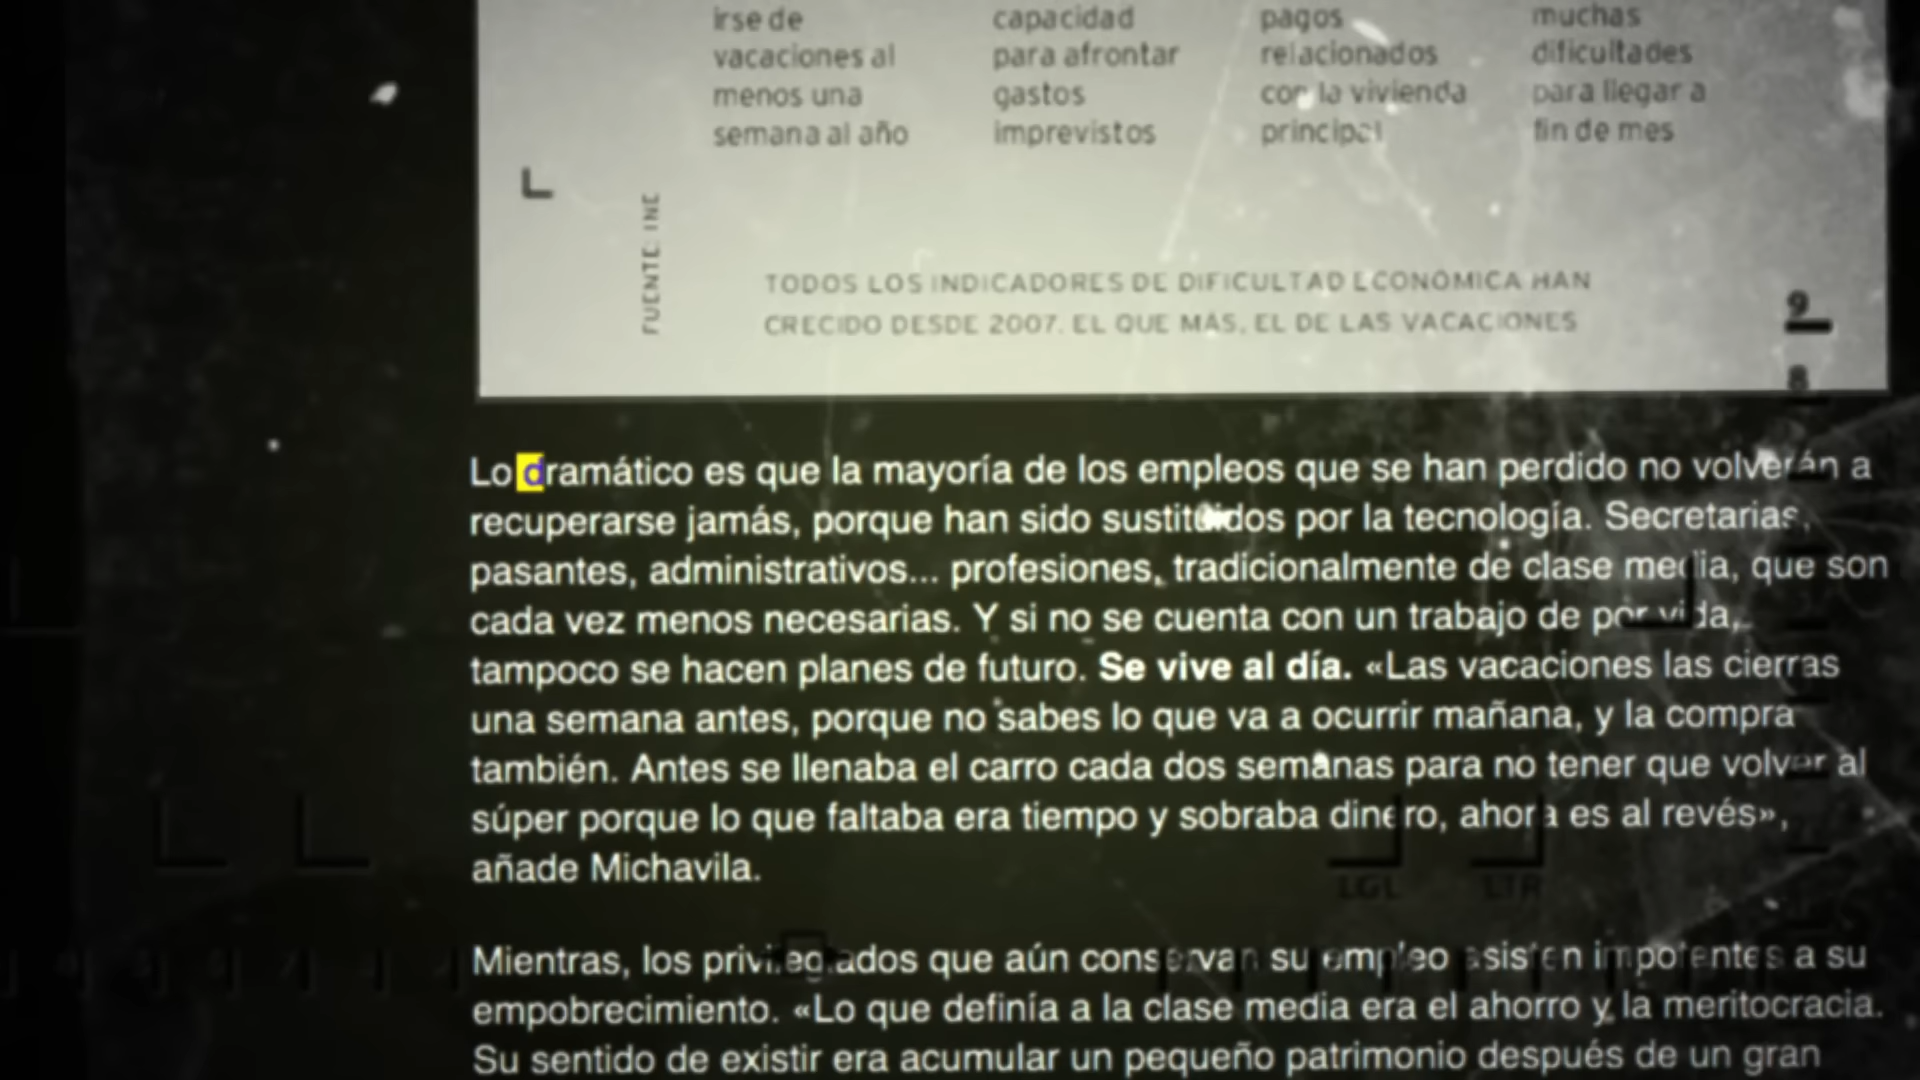 irse de
vacaciones al
menos una
semana al año
capacidad
para afrontar
gastos
imprevistos
pagos
relacionados
con la vivienda
principal
muchas
dificultades
para llegar a
fin de mes
FUENTE: INE
TODOS LOS INDICADORES DE DIFICULTAD ECONÓMICA HAN
CRECIDO DESDE 2007. EL QUE MÁS, EL DE LAS VACACIONES
9
8
Lo dramático es que la mayoría de los empleos que se han perdido no volverán a
recuperarse jamás, porque han sido sustituidos por la tecnología. Secretarias,
pasantes, administrativos... profesiones, tradicionalmente de clase media, que son
cada vez menos necesarias. Y si no se cuenta con un trabajo de por vida,
tampoco se hacen planes de futuro. Se vive al día. «Las vacaciones las cierras
una semana antes, porque no sabes lo que va a ocurrir mañana, y la compra
también. Antes se llenaba el carro cada dos semanas para no tener que volver al
súper porque lo que faltaba era tiempo y sobraba dinero, ahora es al revés»,
añade Michavila.
LGL LTR
Mientras, los privilegiados que aún conservan su empleo asisten impotentes a su
empobrecimiento. «Lo que definía a la clase media era el ahorro y la meritocracia.
Su sentido de existir era acumular un pequeño patrimonio después de un gran